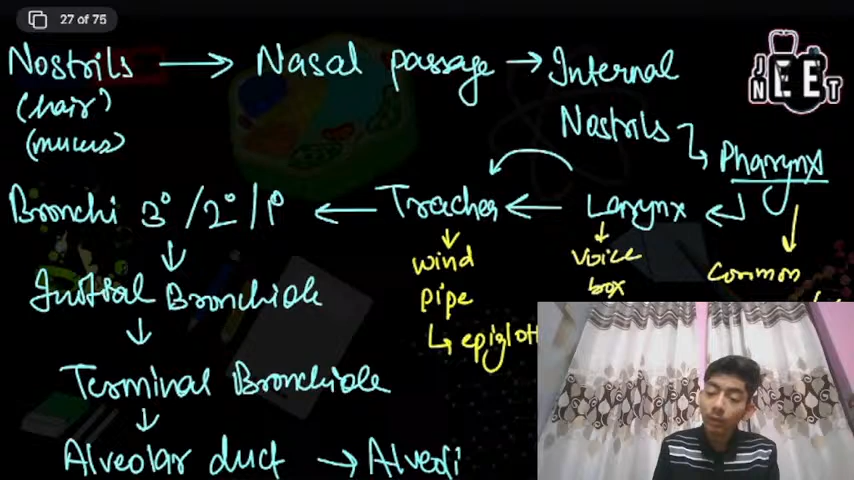 27 of 75
Nostrils → Nasal passage → Internal
Nostrils
(hair)
(mucus)
JI NEET
Pharynx
Bronchi 3° / 2° / 1° ← Trachea ← Larynx
wind
pipe
↳ epiglott
Voice
box
Common
Initial Bronchiole
Terminal Bronchiole
Alveolar duct → Alveoli